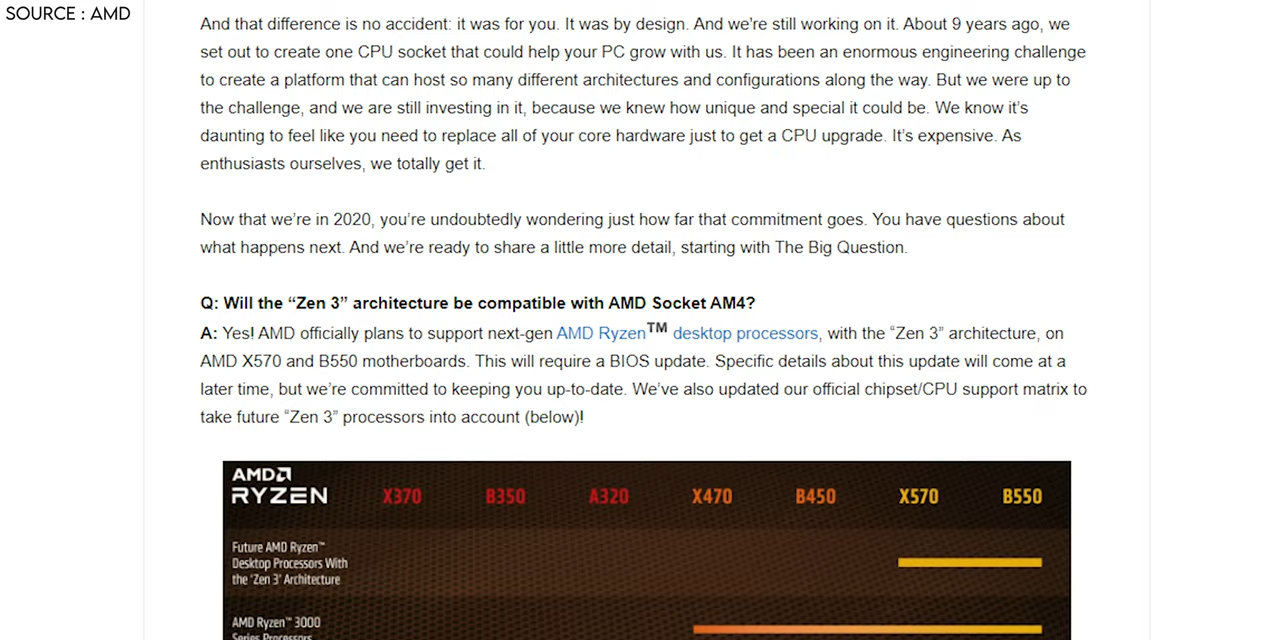 SOURCE : AMD
And that difference is no accident: it was for you. It was by design. And we're still working on it. About 9 years ago, we
set out to create one CPU socket that could help your PC grow with us. It has been an enormous engineering challenge
to create a platform that can host so many different architectures and configurations along the way. But we were up to
the challenge, and we are still investing in it, because we knew how unique and special it could be. We know it's
daunting to feel like you need to replace all of your core hardware just to get a CPU upgrade. It's expensive. As
enthusiasts ourselves, we totally get it.
Now that we're in 2020, you're undoubtedly wondering just how far that commitment goes. You have questions about
what happens next. And we're ready to share a little more detail, starting with The Big Question.
Q: Will the “Zen 3” architecture be compatible with AMD Socket AM4?
A: Yes! AMD officially plans to support next-gen AMD Ryzen™ desktop processors, with the “Zen 3” architecture, on
AMD X570 and B550 motherboards. This will require a BIOS update. Specific details about this update will come at a
later time, but we're committed to keeping you up-to-date. We've also updated our official chipset/CPU support matrix to
take future “Zen 3” processors into account (below)!
AMD
RYZEN X370 B350 A320 X470 B450 X570 B550
Future AMD Ryzen™
Desktop Processors With
the 'Zen 3' Architecture
AMD Ryzen™ 3000
Series Processors